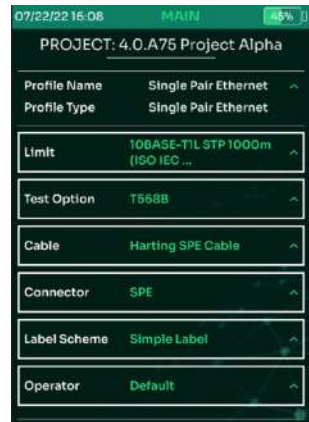 07/22/22 16:08 MAIN 45%
PROJECT: 4.0.A75 Project Alpha
Profile Name Single Pair Ethernet
Profile Type Single Pair Ethernet
Limit 10BASE-T1L STP 1000m
(ISO IEC ...
Test Option T568B
Cable Harting SPE Cable
Connector SPE
Label Scheme Simple Label
Operator Default